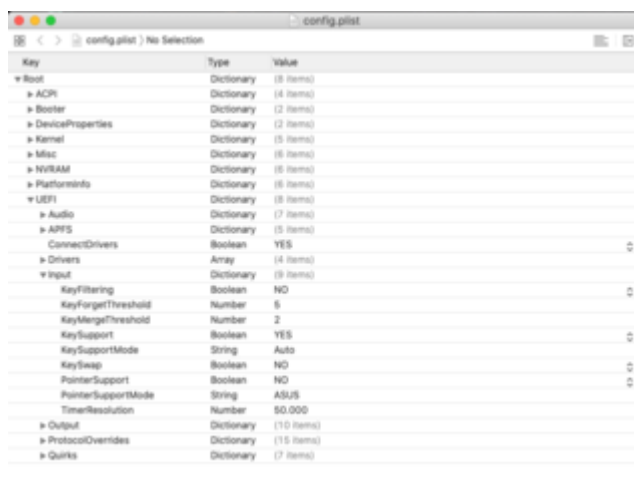 config.plist
config.plist No Selection
Key Type Value
Root Dictionary (8 items)
ACPI Dictionary (4 items)
Booter Dictionary (2 items)
DeviceProperties Dictionary (2 items)
Kernel Dictionary (5 items)
Misc Dictionary (6 items)
NVRAM Dictionary (6 items)
PlatformInfo Dictionary (6 items)
UEFI Dictionary (8 items)
Audio Dictionary (7 items)
APFS Dictionary (5 items)
ConnectDrivers Boolean YES
Drivers Array (4 items)
Input Dictionary (9 items)
KeyFiltering Boolean NO
KeyForgetThreshold Number 5
KeyMergeThreshold Number 2
KeySupport Boolean YES
KeySupportMode String Auto
KeySwap Boolean NO
PointerSupport Boolean NO
PointerSupportMode String ASUS
TimerResolution Number 50.000
Output Dictionary (10 items)
ProtocolOverrides Dictionary (15 items)
Quirks Dictionary (7 items)